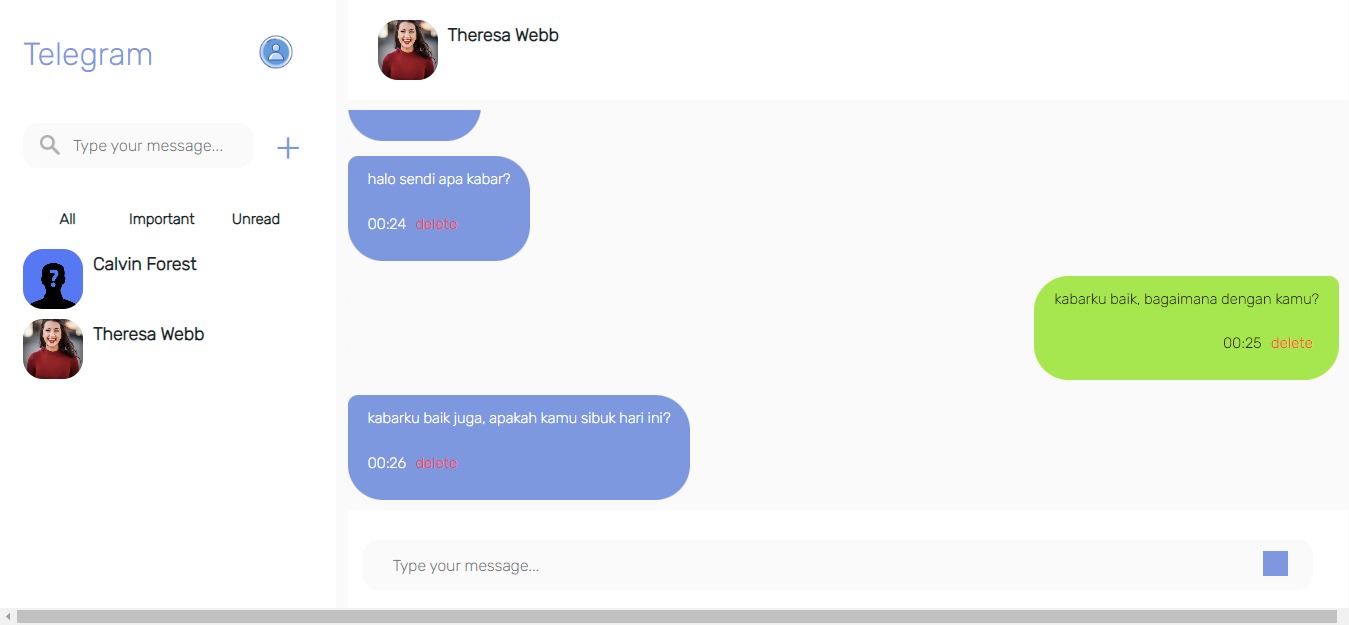 Telegram
Type your message...
All Important Unread
Calvin Forest
Theresa Webb
Theresa Webb
halo sendi apa kabar?
00:24 delete
kabarku baik, bagaimana dengan kamu?
00:25 delete
kabarku baik juga, apakah kamu sibuk hari ini?
00:26 delete
Type your message...